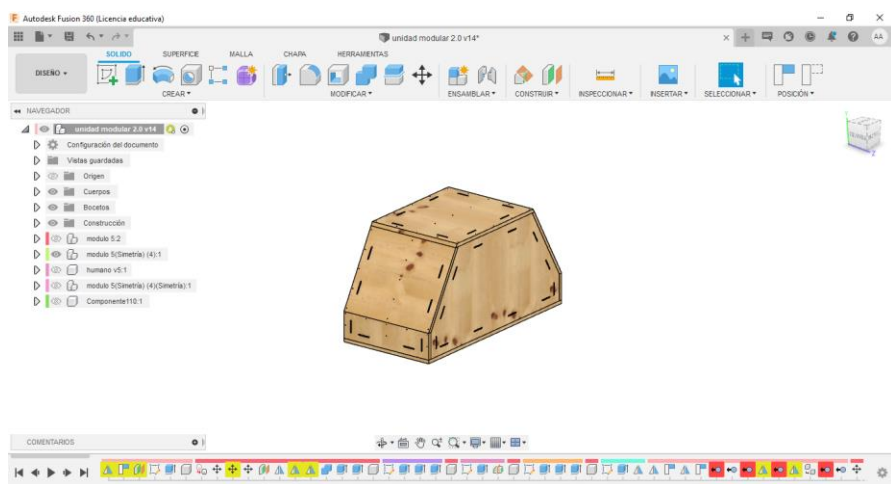 Autodesk Fusion 360 (Licencia educativa)
unidad modular 2.0 v14*
AA
SOLIDO SUPERFICIE MALLA CHAPA HERRAMIENTAS
DISEÑO
CREAR MODIFICAR ENSAMBLAR CONSTRUIR INSPECCIONAR INSERTAR SELECCIONAR POSICIÓN
NAVEGADOR
unidad modular 2.0 v14
Configuración del documento
Vistas guardadas
Origen
Cuerpos
Bocetos
Construcción
modulo 5:2
modulo 5(Simetría) (4):1
humano v5:1
modulo 5(Simetría) (4)(Simetría):1
Componente110:1
COMENTARIOS